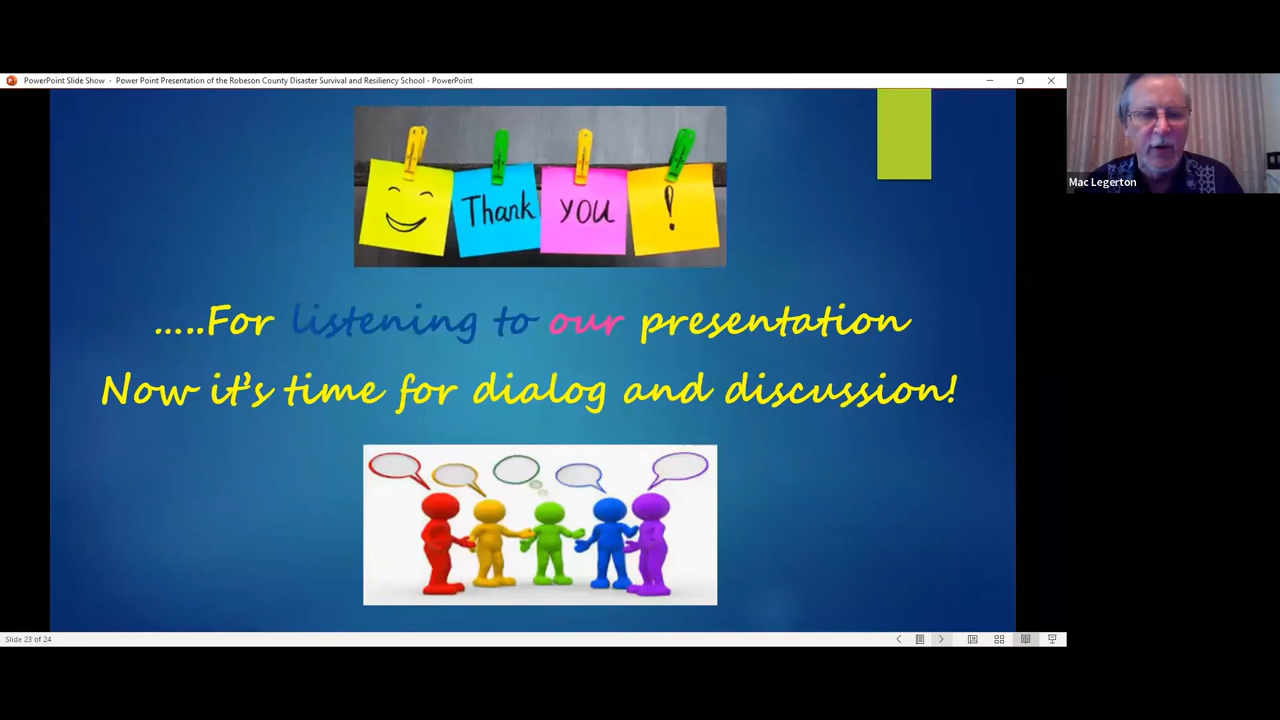 PowerPoint Slide Show - Power Point Presentation of the Robeson County Disaster Survival and Resiliency School - PowerPoint
Mac Legerton
Thank you !
.....For listening to our presentation
Now it's time for dialog and discussion!
Slide 23 of 24